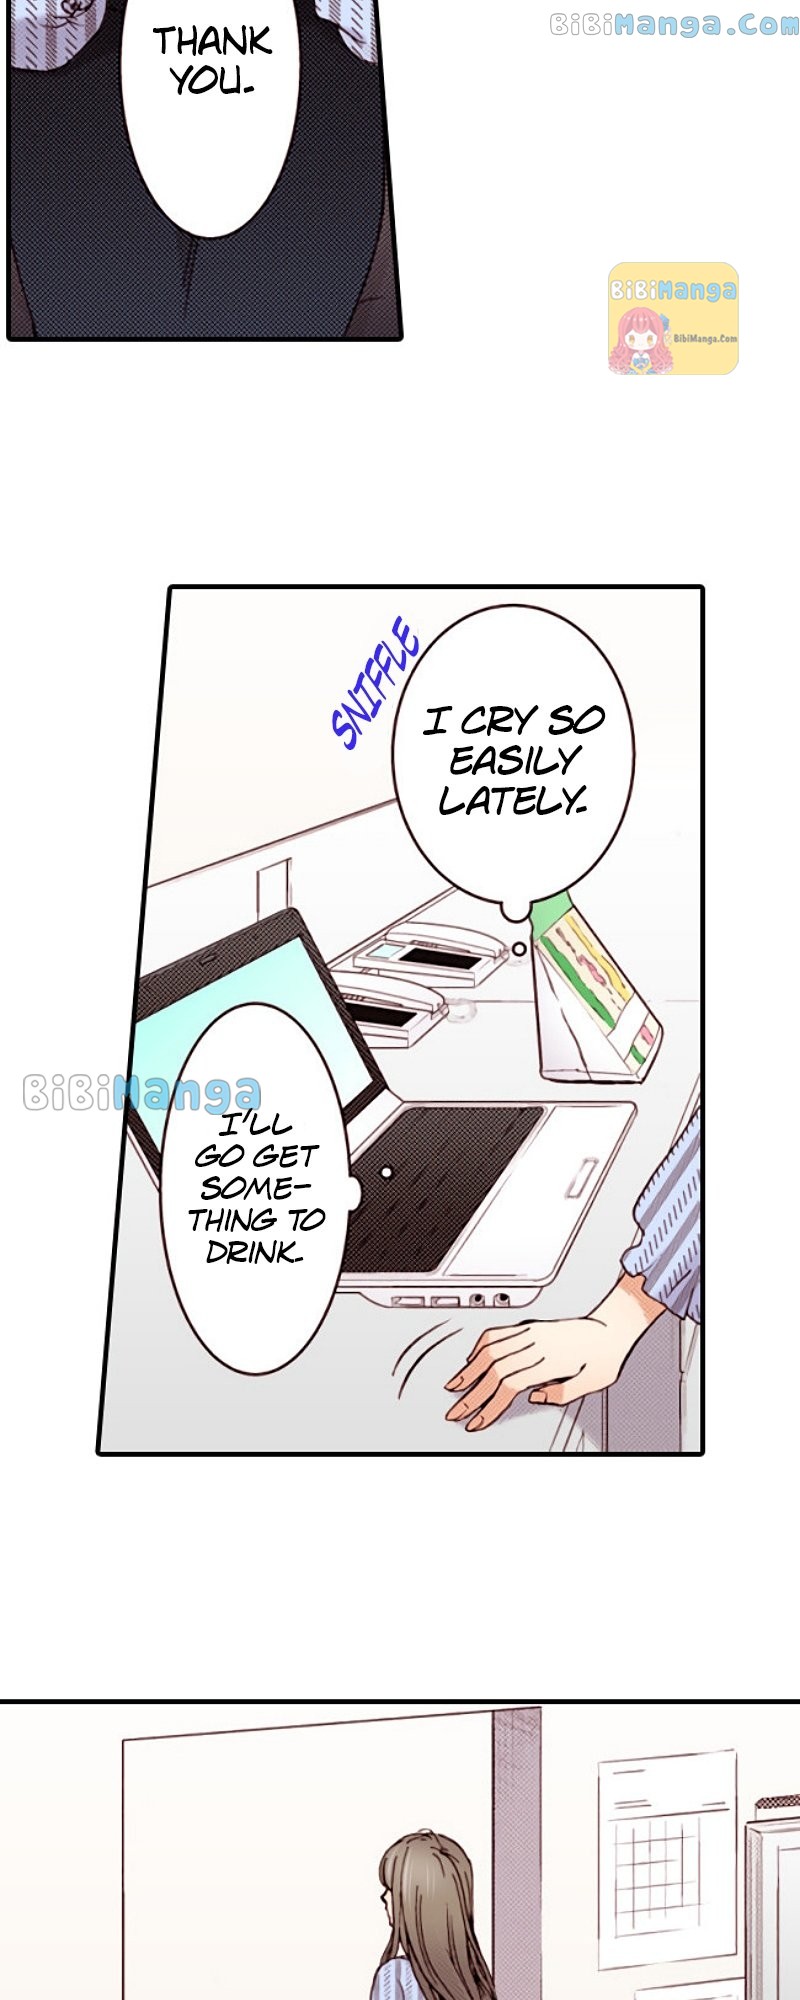 BiBiManga.Com
THANK
YOU.
BiBiManga
BibiManga.Com
SNIFFLE
I CRY SO
EASILY
LATELY.
BiBiManga
I'LL
GO GET
SOME-
THING TO
DRINK.